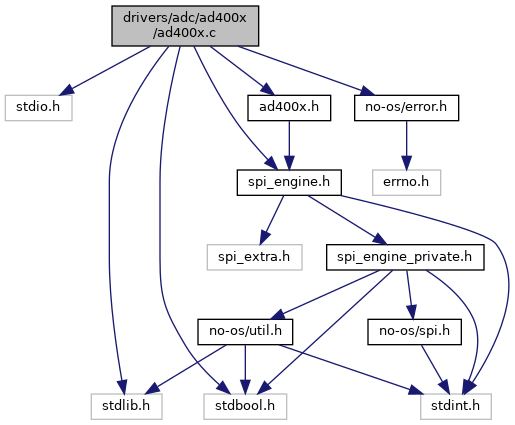 drivers/adc/ad400x
/ad400x.c
stdio.h
ad400x.h
no-os/error.h
spi_engine.h
errno.h
spi_extra.h
spi_engine_private.h
no-os/util.h
no-os/spi.h
stdlib.h
stdbool.h
stdint.h